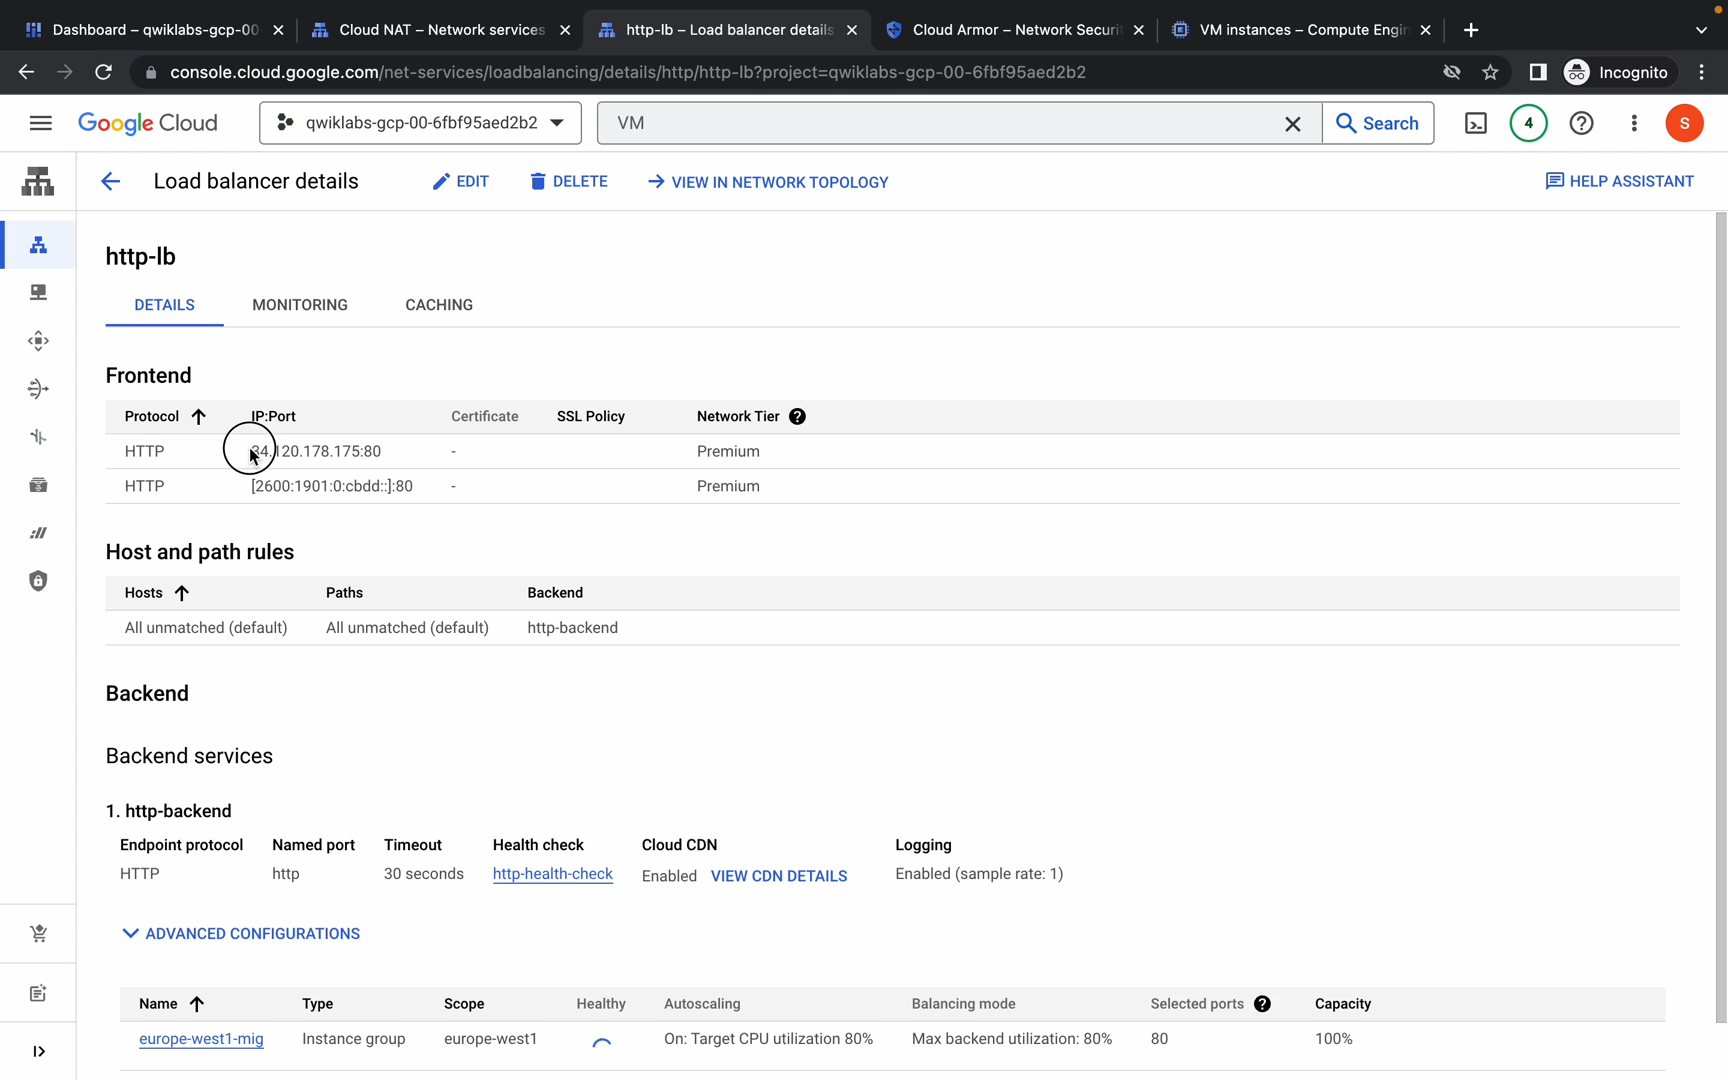 Dashboard – qwiklabs-gcp-00
Cloud NAT – Network services
http-lb – Load balancer details
Cloud Armor – Network Securi
VM instances – Compute Engin
console.cloud.google.com/net-services/loadbalancing/details/http/http-lb?project=qwiklabs-gcp-00-6fbf95aed2b2
Incognito
Google Cloud
qwiklabs-gcp-00-6fbf95aed2b2
VM
Search
4
S
Load balancer details
EDIT
DELETE
VIEW IN NETWORK TOPOLOGY
HELP ASSISTANT
http-lb
DETAILS MONITORING CACHING
Frontend
Protocol IP:Port Certificate SSL Policy Network Tier
HTTP 34.120.178.175:80 - Premium
HTTP [2600:1901:0:cbdd::]:80 - Premium
Host and path rules
Hosts Paths Backend
All unmatched (default) All unmatched (default) http-backend
Backend
Backend services
1. http-backend
Endpoint protocol Named port Timeout Health check Cloud CDN Logging
HTTP http 30 seconds http-health-check Enabled VIEW CDN DETAILS Enabled (sample rate: 1)
ADVANCED CONFIGURATIONS
Name Type Scope Healthy Autoscaling Balancing mode Selected ports Capacity
europe-west1-mig Instance group europe-west1 On: Target CPU utilization 80% Max backend utilization: 80% 80 100%